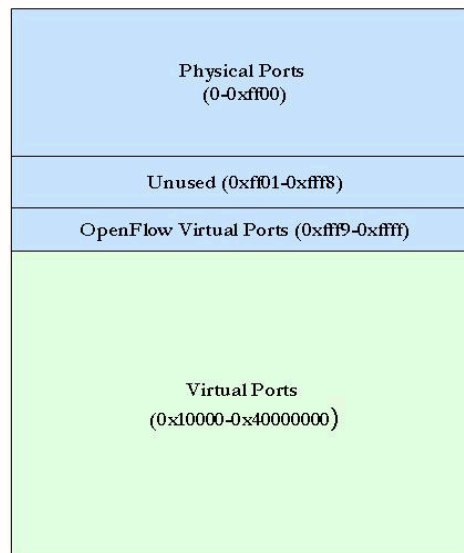 Physical Ports
(0-0xff00)
Unused (0xff01-0xfff8)
OpenFlow Virtual Ports (0xfff9-0xffff)
Virtual Ports
(0x10000-0x40000000)